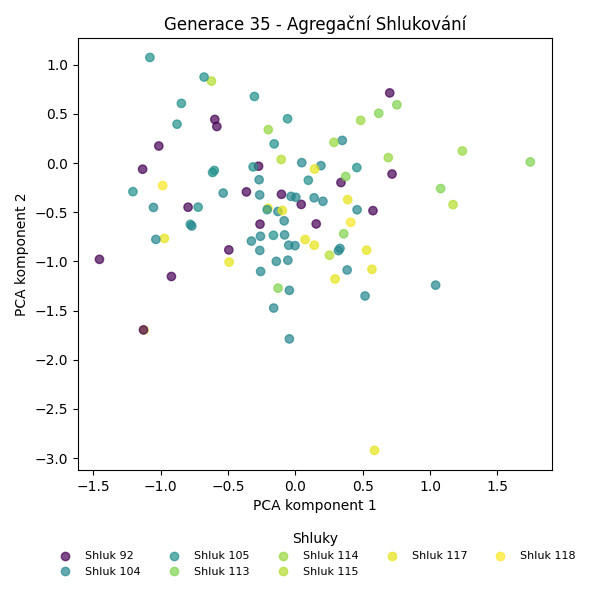 Generace 35 - Agregační Shlukování
PCA komponent 2
1.0
0.5
0.0
−0.5
−1.0
−1.5
−2.0
−2.5
−3.0
−1.5 −1.0 −0.5 0.0 0.5 1.0 1.5
PCA komponent 1
Shluky
Shluk 92 Shluk 105 Shluk 114 Shluk 117 Shluk 118
Shluk 104 Shluk 113 Shluk 115